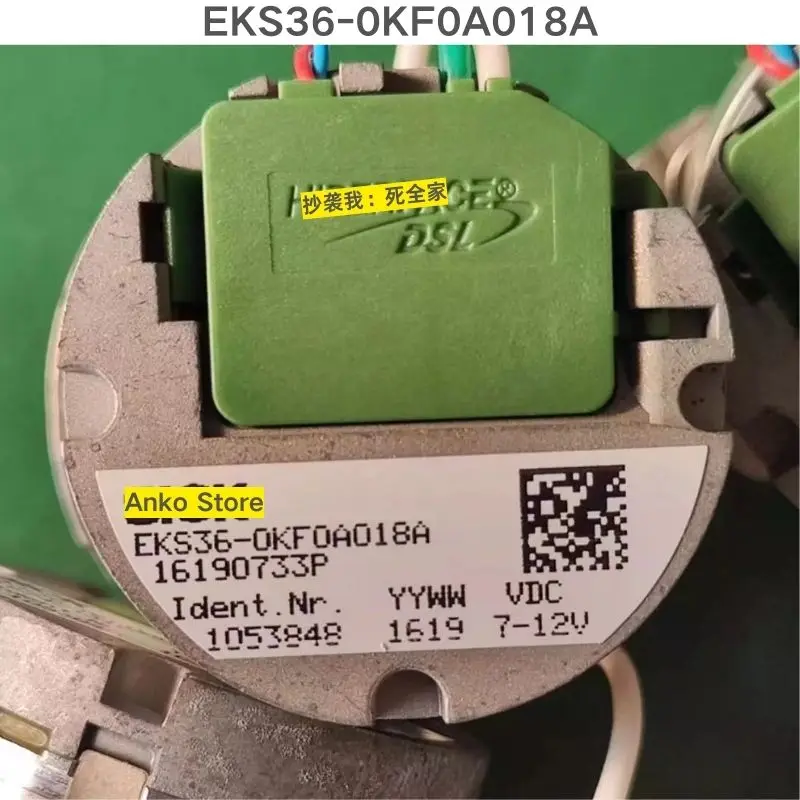 EKS36-0KF0A018A
抄袭我：死全家
DSL
Anko Store
EKS36-0KF0A018A
16190733P
Ident.Nr. YYWW VDC
1053848 1619 7-12V